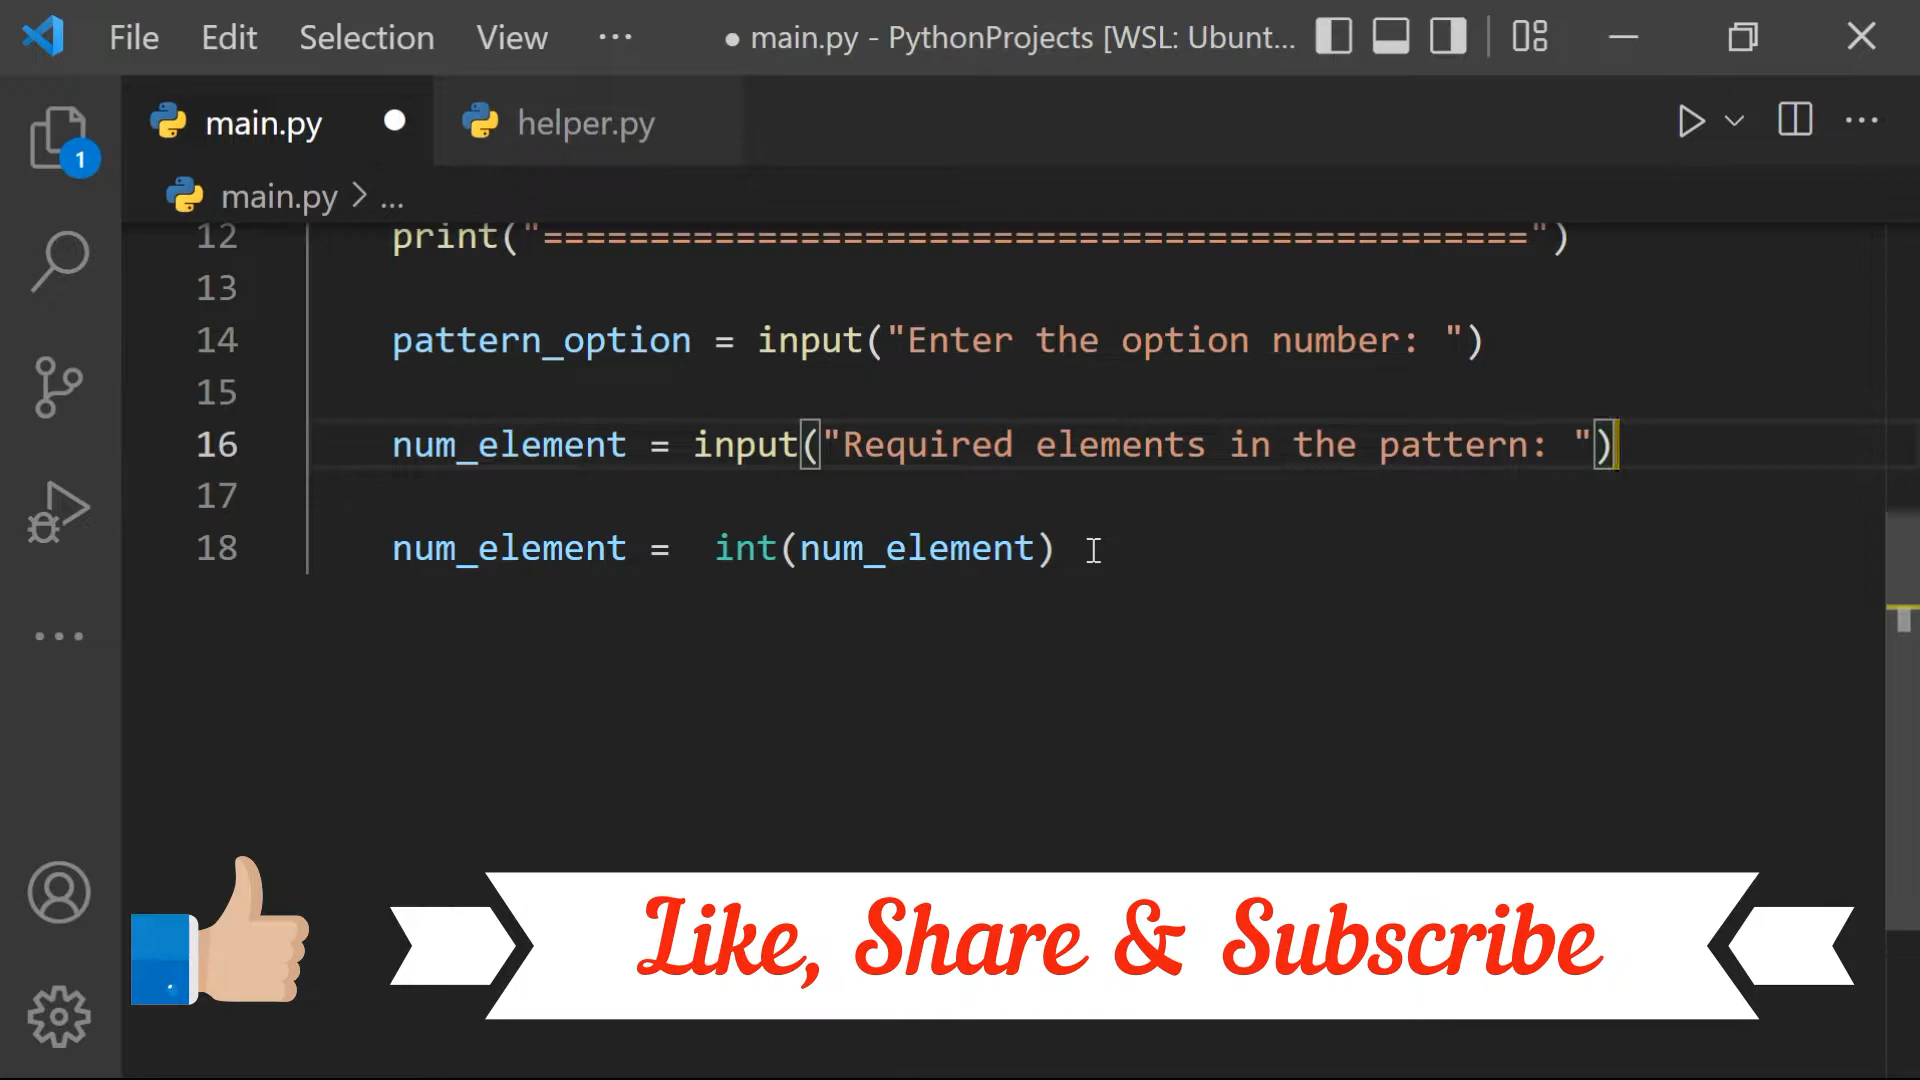 File Edit Selection View ... ● main.py - PythonProjects [WSL: Ubunt...
main.py ● helper.py
1
main.py > ...
12 print("==============================================")
13
14 pattern_option = input("Enter the option number: ")
15
16 num_element = input("Required elements in the pattern: ")
17
18 num_element =  int(num_element)
Like, Share & Subscribe